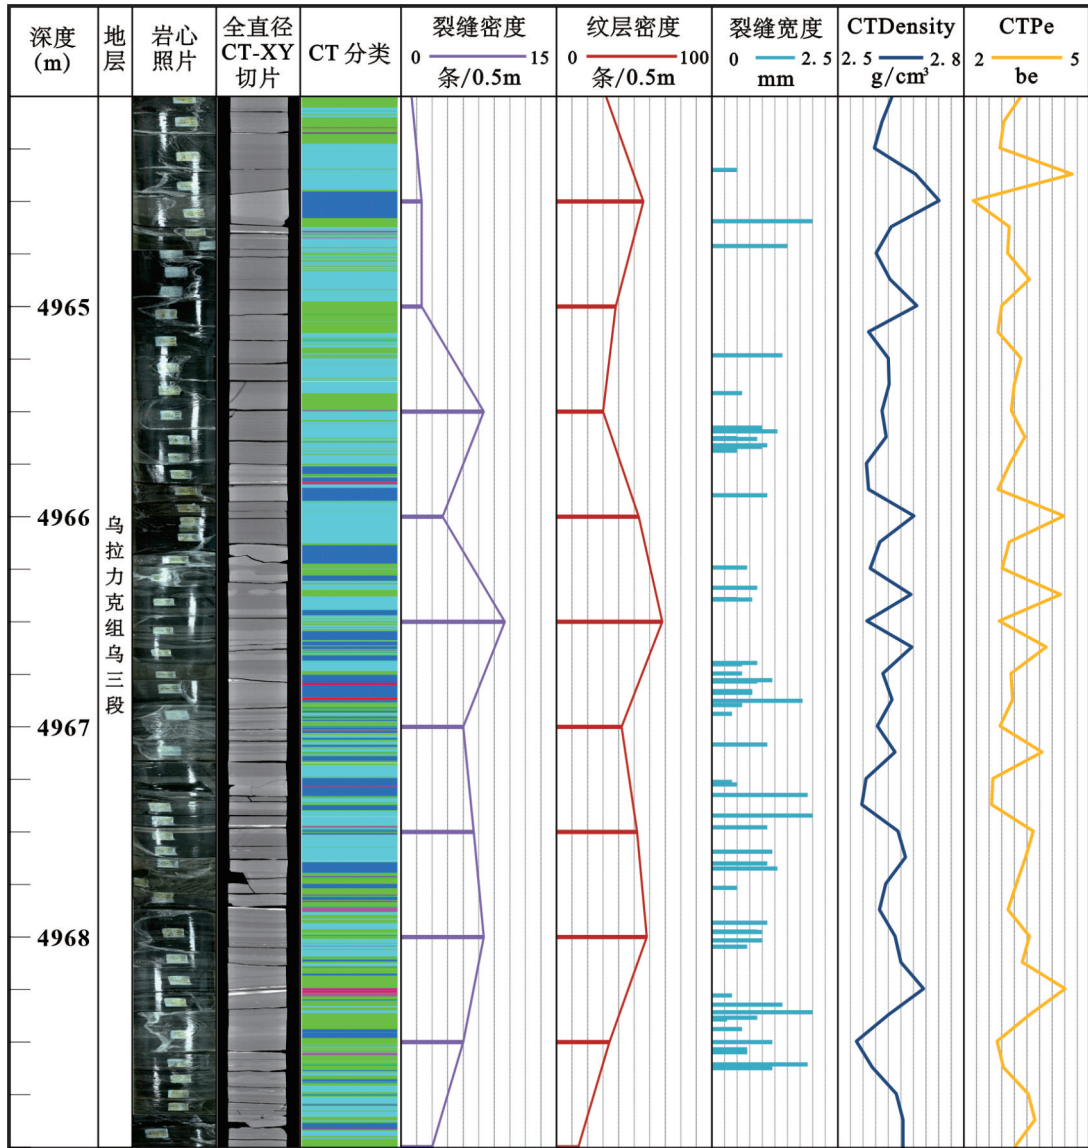 深度
(m)
地
层
岩心
照片
全直径
CT-XY
切片
CT 分类
裂缝密度
0 15
条/0.5m
纹层密度
0 100
条/0.5m
裂缝宽度
0 2.5
mm
CTDensity
2.5 2.8
g/cm³
CTPe
2 5
be
4965
4966
4967
4968
乌
拉
力
克
组
乌
三
段